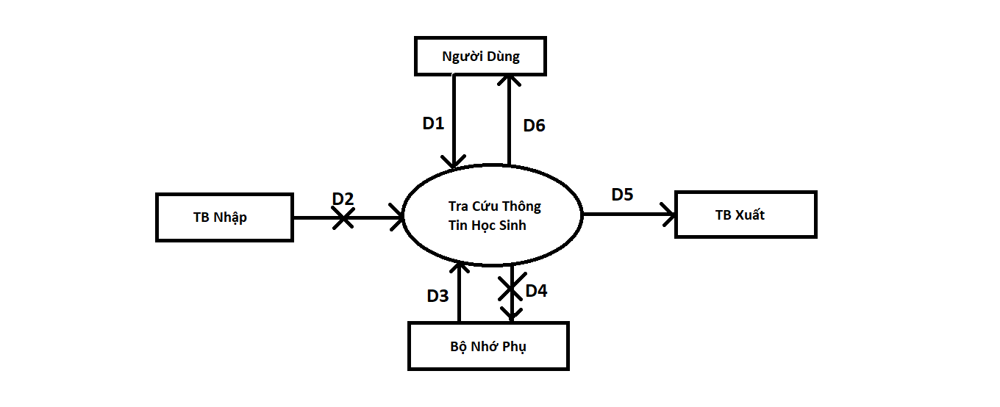 Người Dùng
D1
D6
D2
D5
TB Nhập
Tra Cứu Thông
Tin Học Sinh
TB Xuất
D3
D4
Bộ Nhớ Phụ